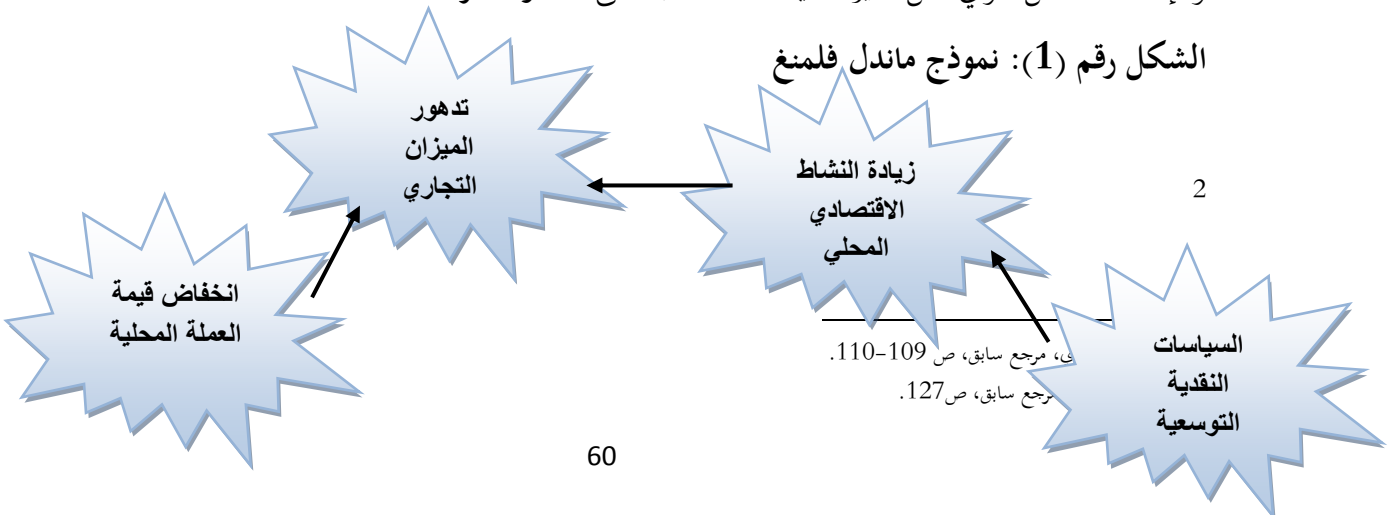 الشكل رقم (1): نموذج ماندل فلمنغ
تدهور
الميزان
التجاري
زيادة النشاط
الاقتصادي
المحلي
2
انخفاض قيمة
العملة المحلية
السياسات
النقدية
التوسعية
مرجع سابق، ص 109-110.
مرجع سابق، ص127.
60